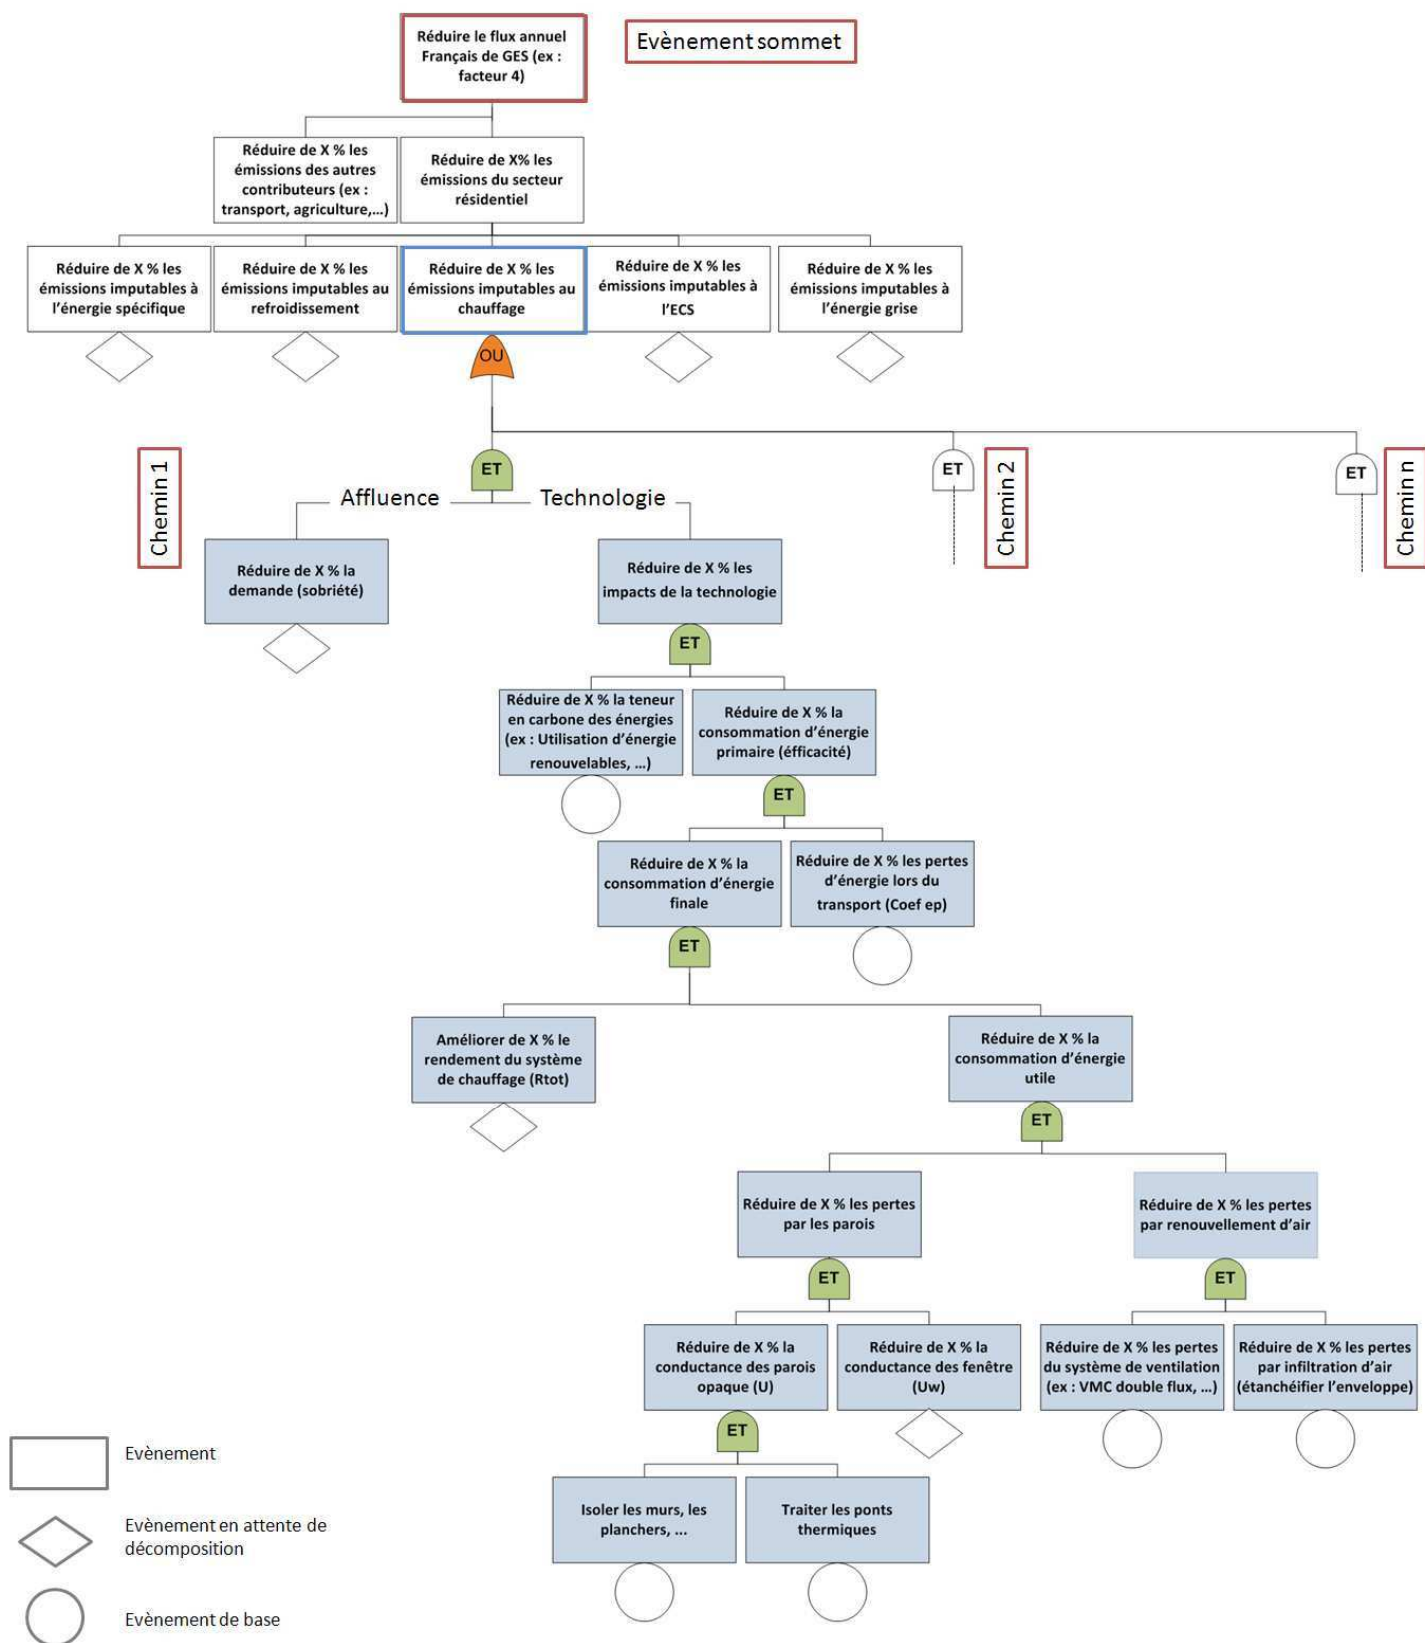 Réduire le flux annuel
Français de GES (ex :
facteur 4)
Evènement sommet
Réduire de X % les
émissions des autres
contributeurs (ex :
transport, agriculture,...)
Réduire de X% les
émissions du secteur
résidentiel
Réduire de X % les
émissions imputables à
l'énergie spécifique
Réduire de X % les
émissions imputables au
refroidissement
Réduire de X % les
émissions imputables au
chauffage
Réduire de X % les
émissions imputables à
l'ECS
Réduire de X % les
émissions imputables à
l'énergie grise
OU
Chemin 1
ET
Affluence
Technologie
ET
Chemin 2
ET
Chemin n
Réduire de X % la
demande (sobriété)
Réduire de X % les
impacts de la technologie
ET
Réduire de X % la teneur
en carbone des énergies
(ex : Utilisation d'énergie
renouvelables, ...)
Réduire de X % la
consommation d'énergie
primaire (éfficacité)
ET
Réduire de X % la
consommation d'énergie
finale
Réduire de X % les pertes
d'énergie lors du
transport (Coef ep)
ET
Améliorer de X % le
rendement du système
de chauffage (Rtot)
Réduire de X % la
consommation d'énergie
utile
ET
Réduire de X % les pertes
par les parois
Réduire de X % les pertes
par renouvellement d'air
ET
ET
Réduire de X % la
conductance des parois
opaque (U)
Réduire de X % la
conductance des fenêtre
(Uw)
Réduire de X % les pertes
du système de ventilation
(ex : VMC double flux, ...)
Réduire de X % les pertes
par infiltration d'air
(étanchéifier l'enveloppe)
ET
Isoler les murs, les
planchers, ...
Traiter les ponts
thermiques
Evènement
Evènement en attente de
décomposition
Evènement de base